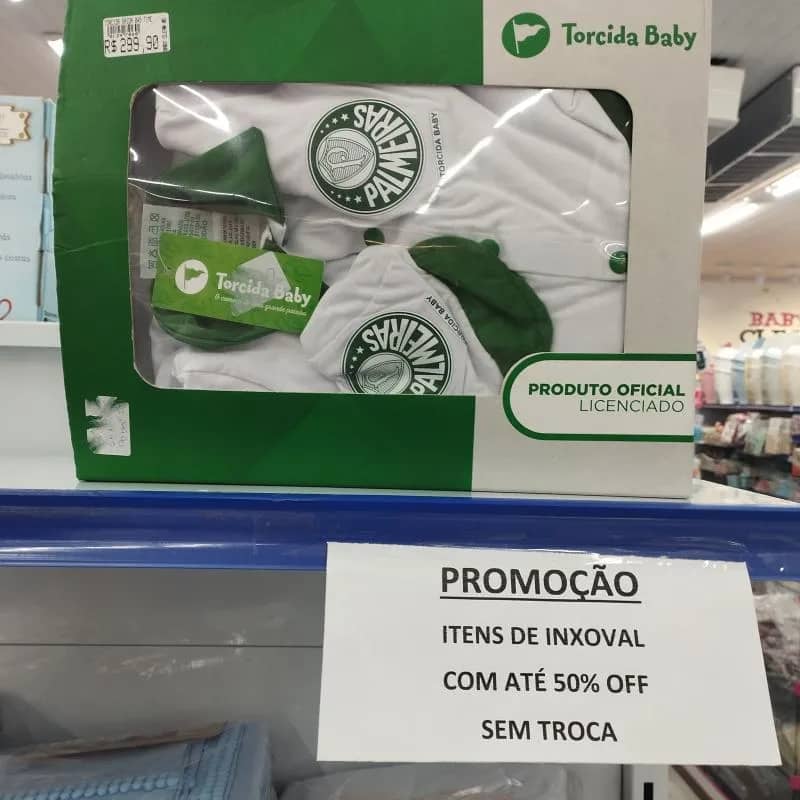 R$ 299,90
Torcida Baby
PALMEIRAS
TORCIDA BABY
Torcida Baby
TORCIDA BABY
PALMEIRAS
PRODUTO OFICIAL
LICENCIADO
BABY
PROMOÇÃO
ITENS DE INXOVAL
COM ATÉ 50% OFF
SEM TROCA